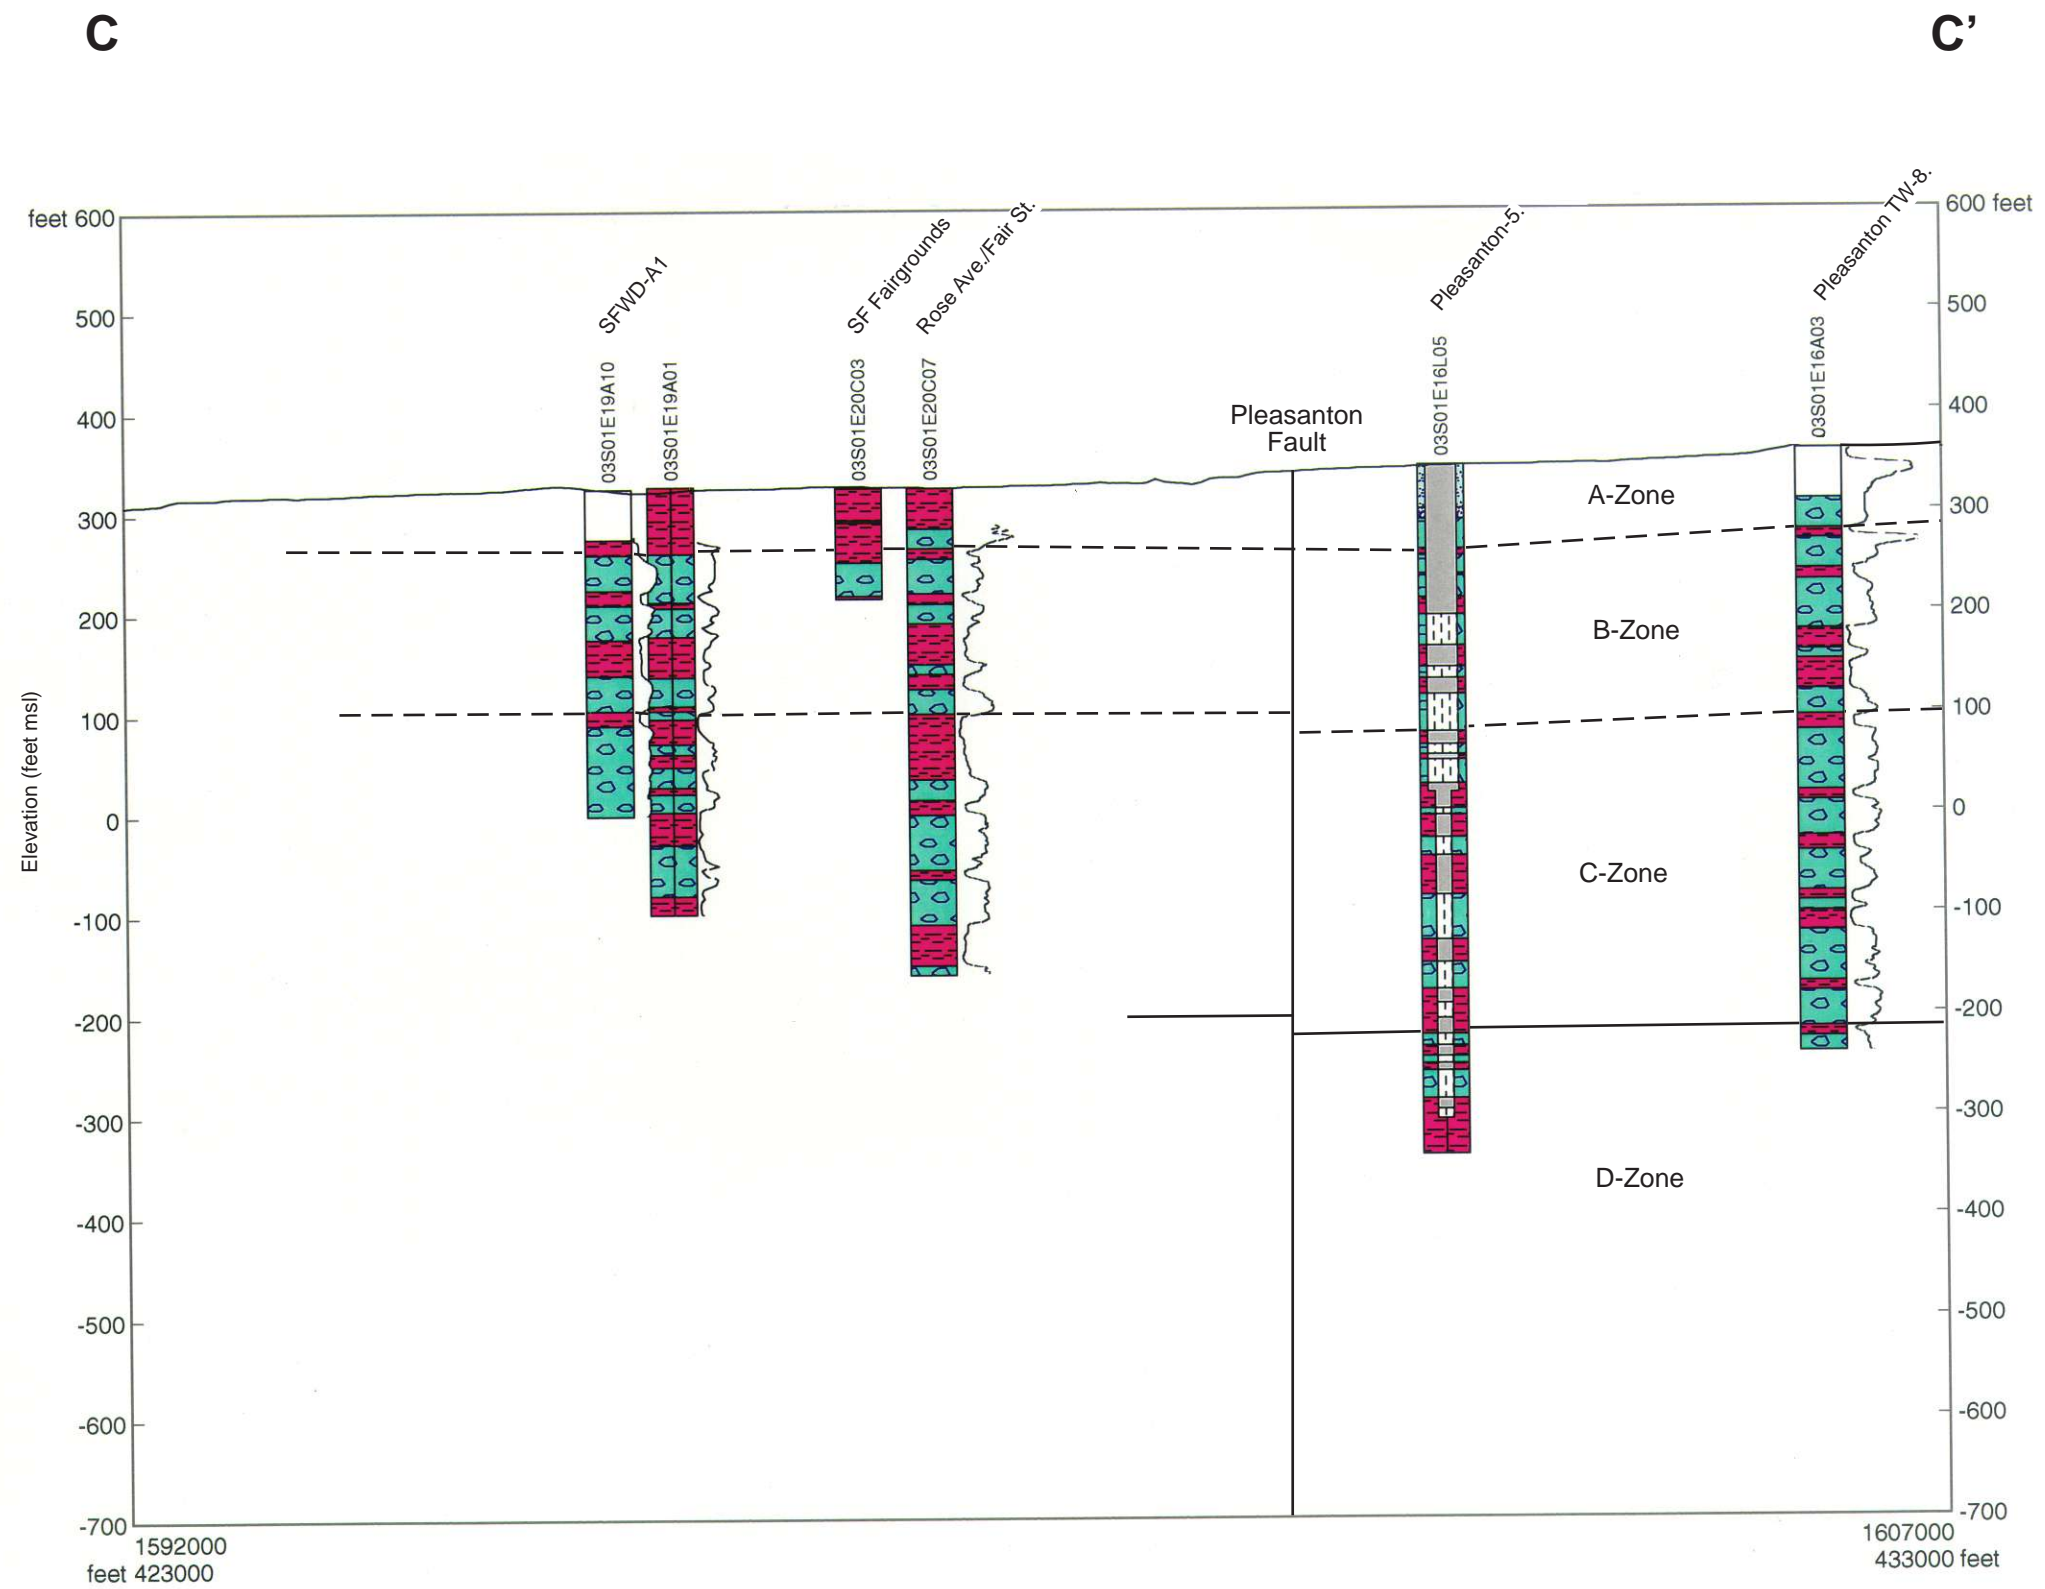 C
C’
feet 600
600 feet
500
500
400
400
300
300
200
200
100
100
0
0
-100
-100
-200
-200
-300
-300
-400
-400
-500
-500
-600
-600
-700
-700
Elevation (feet msl)
SFWD-A1
SF Fairgrounds
Rose Ave./Fair St.
Pleasanton-5.
Pleasanton TW-8.
03S01E19A10
03S01E19A01
03S01E20C03
03S01E20C07
03S01E16L05
03S01E16A03
Pleasanton
Fault
A-Zone
B-Zone
C-Zone
D-Zone
1592000
feet 423000
1607000
433000 feet